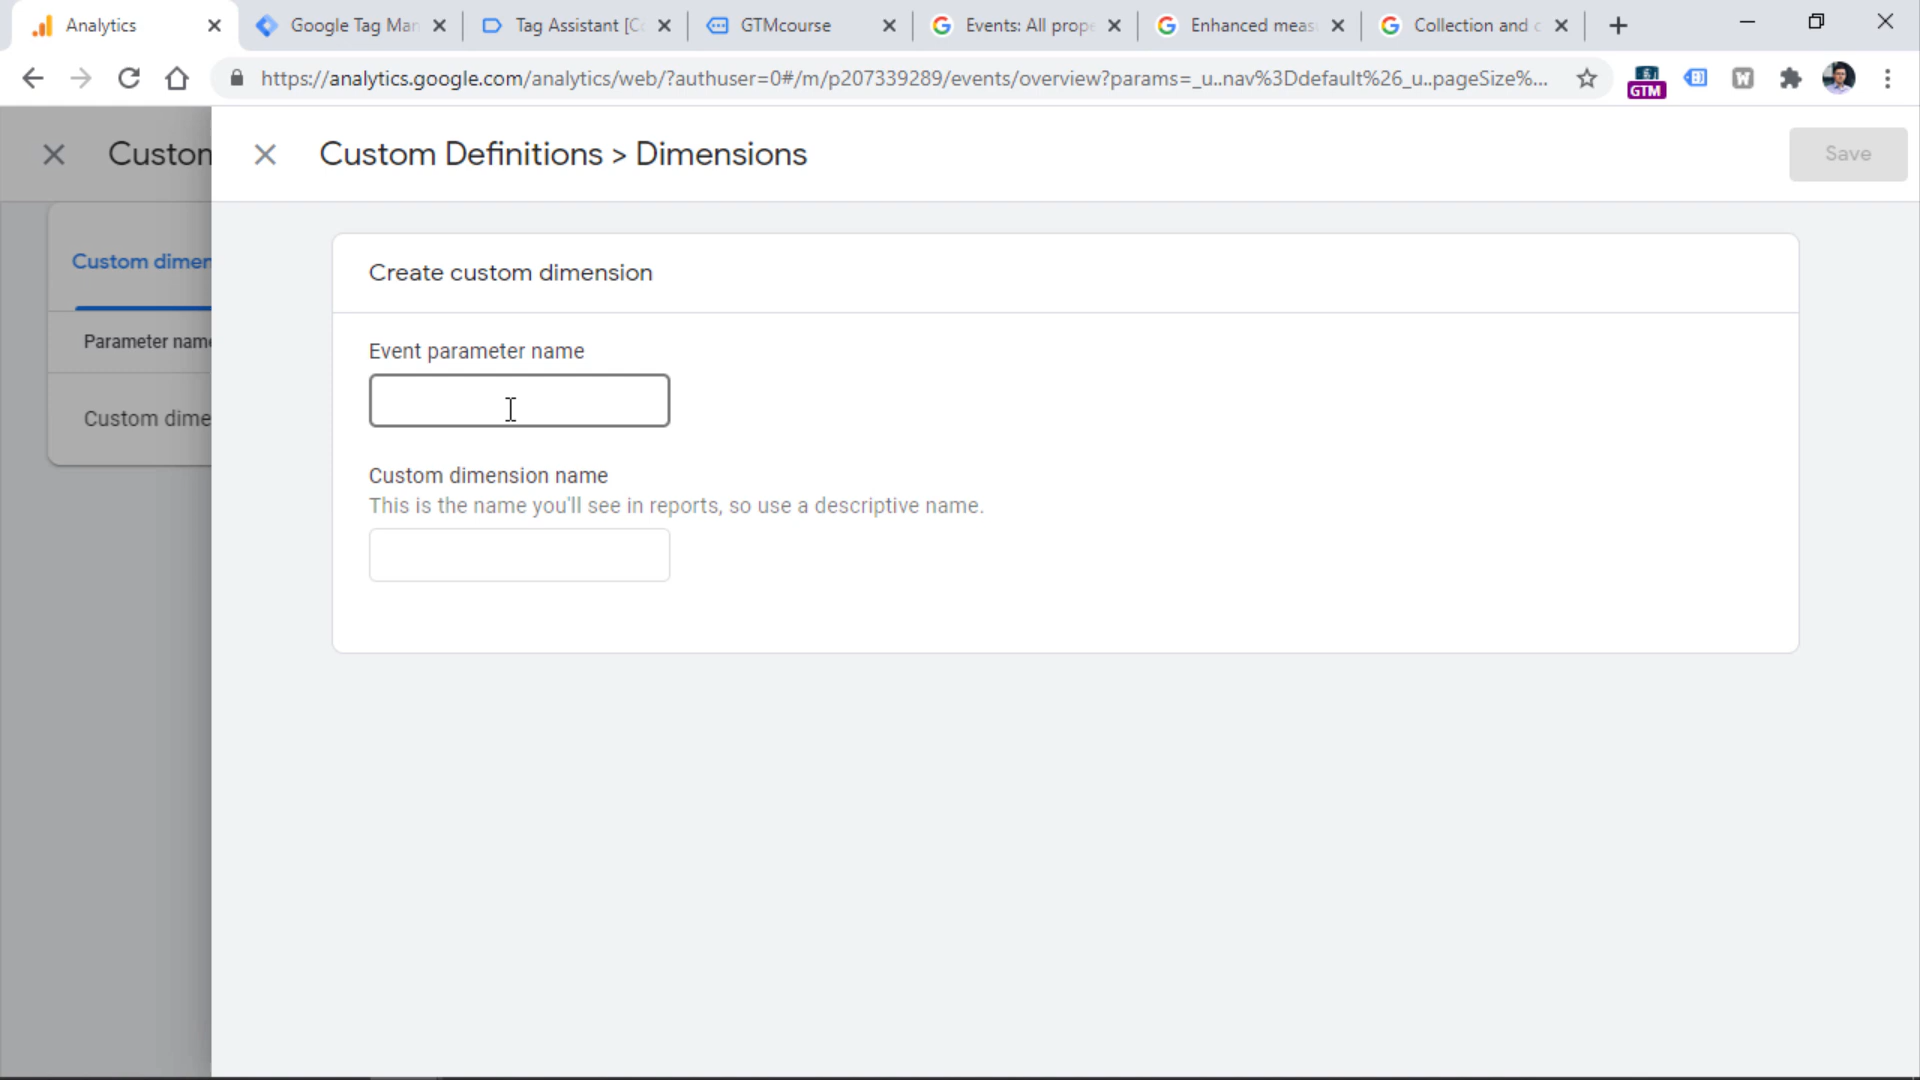 Analytics
Google Tag Man
Tag Assistant [Co
GTMcourse
Events: All prope
Enhanced meas
Collection and c
https://analytics.google.com/analytics/web/?authuser=0#/m/p207339289/events/overview?params=_u..nav%3Ddefault%26_u..pageSize%...
GTM
W
Custom
Custom Definitions > Dimensions
Save
Custom dimen
Parameter name
Custom dime
Create custom dimension
Event parameter name
Custom dimension name
This is the name you'll see in reports, so use a descriptive name.